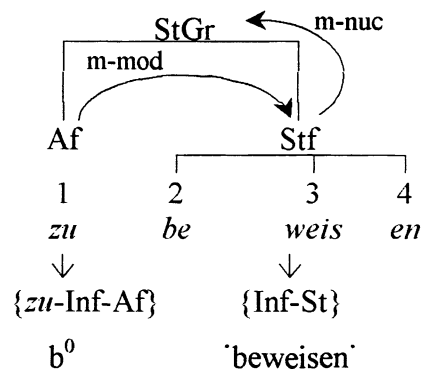 StGr m-nuc
m-mod
Af Stf
1 2 3 4
zu be weis en
{zu-Inf-Af} {Inf-St}
b⁰ ˙beweisen˙